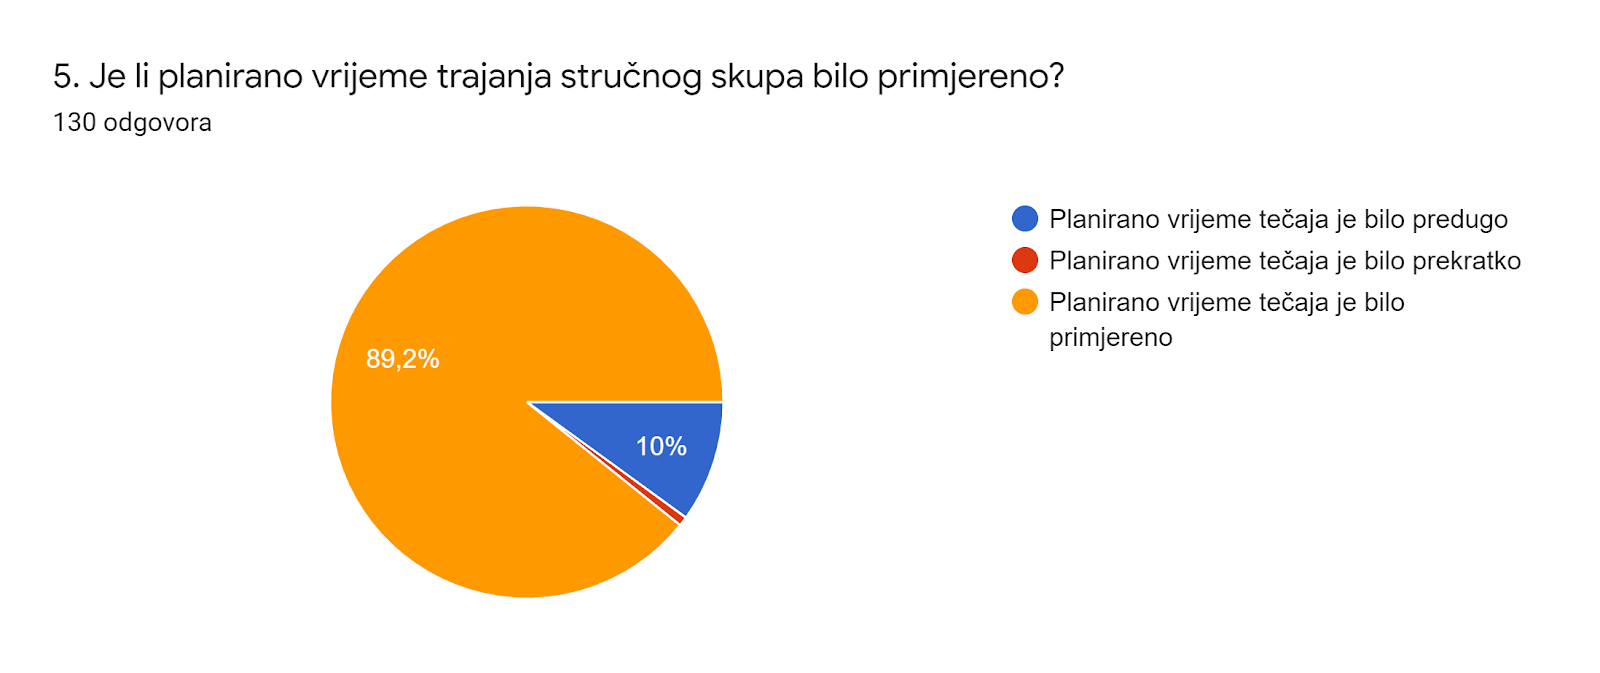 5. Je li planirano vrijeme trajanja stručnog skupa bilo primjereno?
130 odgovora
89,2%
10%
Planirano vrijeme tečaja je bilo predugo
Planirano vrijeme tečaja je bilo prekratko
Planirano vrijeme tečaja je bilo
primjereno